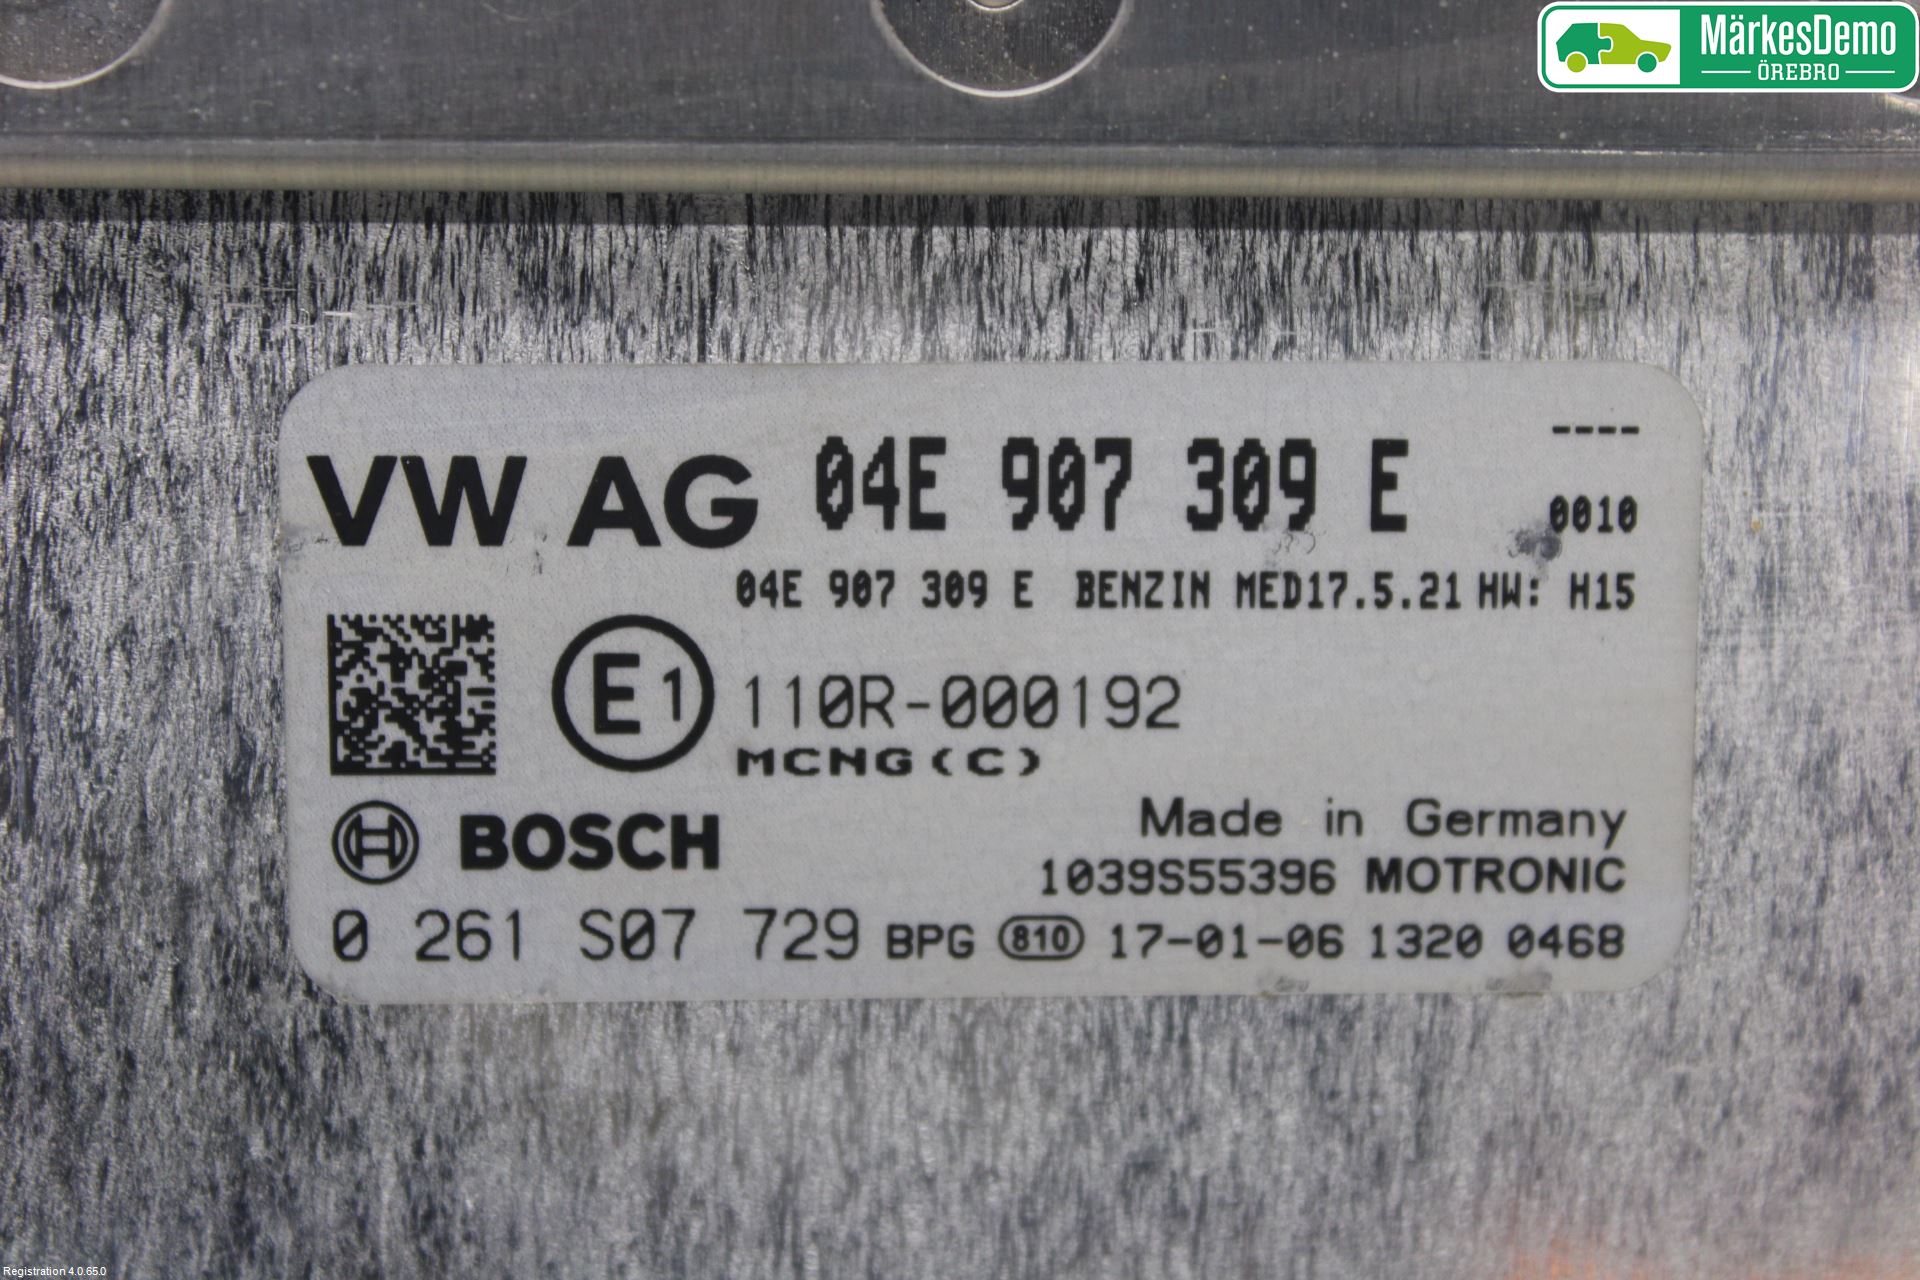 MärkesDemo
ÖREBRO
----
VW AG 04E 907 309 E
0010
04E 907 309 E BENZIN MED17.5.21 HW: H15
E1 110R-000192
MCNG(C)
BOSCH
Made in Germany
1039S55396 MOTRONIC
0 261 S07 729 BPG 810 17-01-06 1320 0468
Registration 4.0.65.0